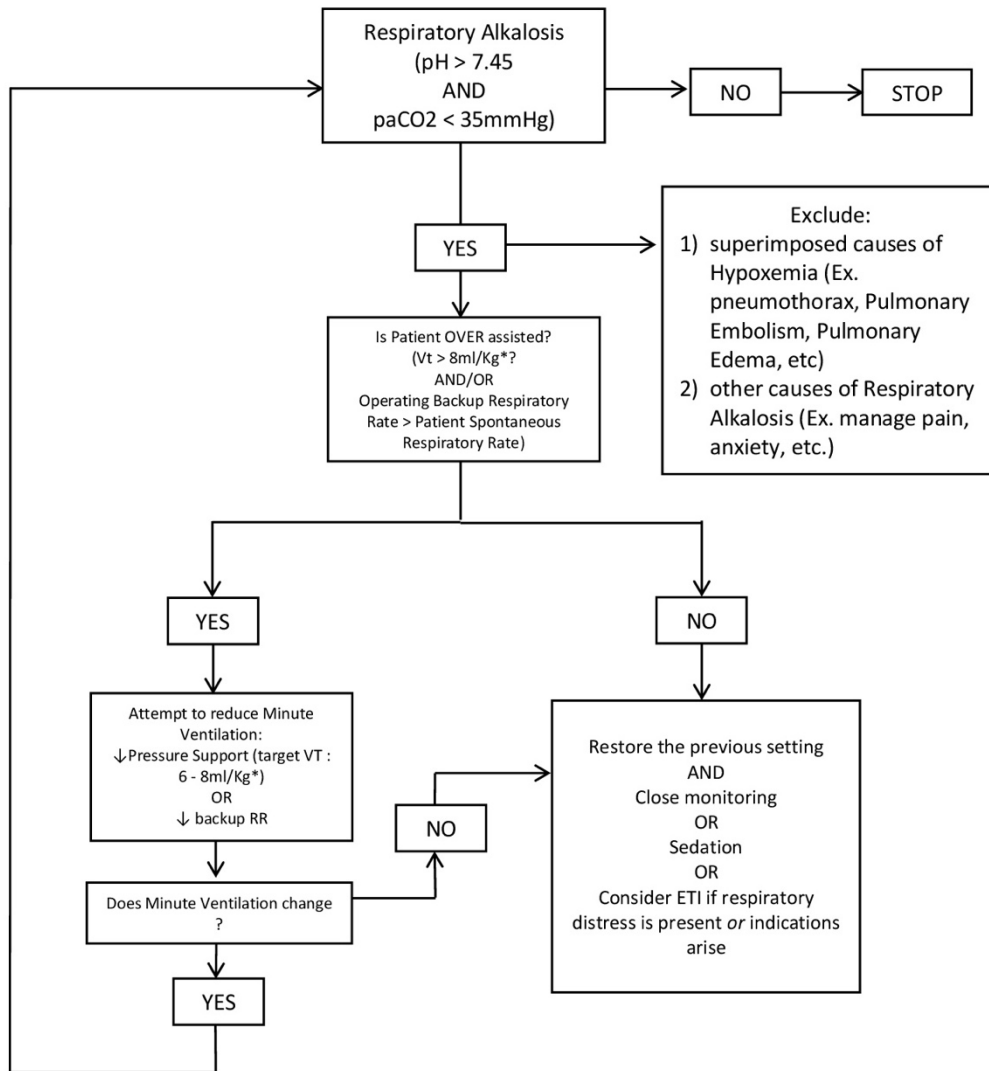 Respiratory Alkalosis
(pH > 7.45
AND
paCO2 < 35mmHg)
NO
STOP
YES
Exclude:
1) superimposed causes of
Hypoxemia (Ex.
pneumothorax, Pulmonary
Embolism, Pulmonary
Edema, etc)
2) other causes of Respiratory
Alkalosis (Ex. manage pain,
anxiety, etc.)
Is Patient OVER assisted?
(Vt > 8ml/Kg*?
AND/OR
Operating Backup Respiratory
Rate > Patient Spontaneous
Respiratory Rate)
YES
NO
Attempt to reduce Minute
Ventilation:
↓Pressure Support (target VT :
6 - 8ml/Kg*)
OR
↓ backup RR
NO
Restore the previous setting
AND
Close monitoring
OR
Sedation
OR
Consider ETI if respiratory
distress is present or indications
arise
Does Minute Ventilation change
?
YES